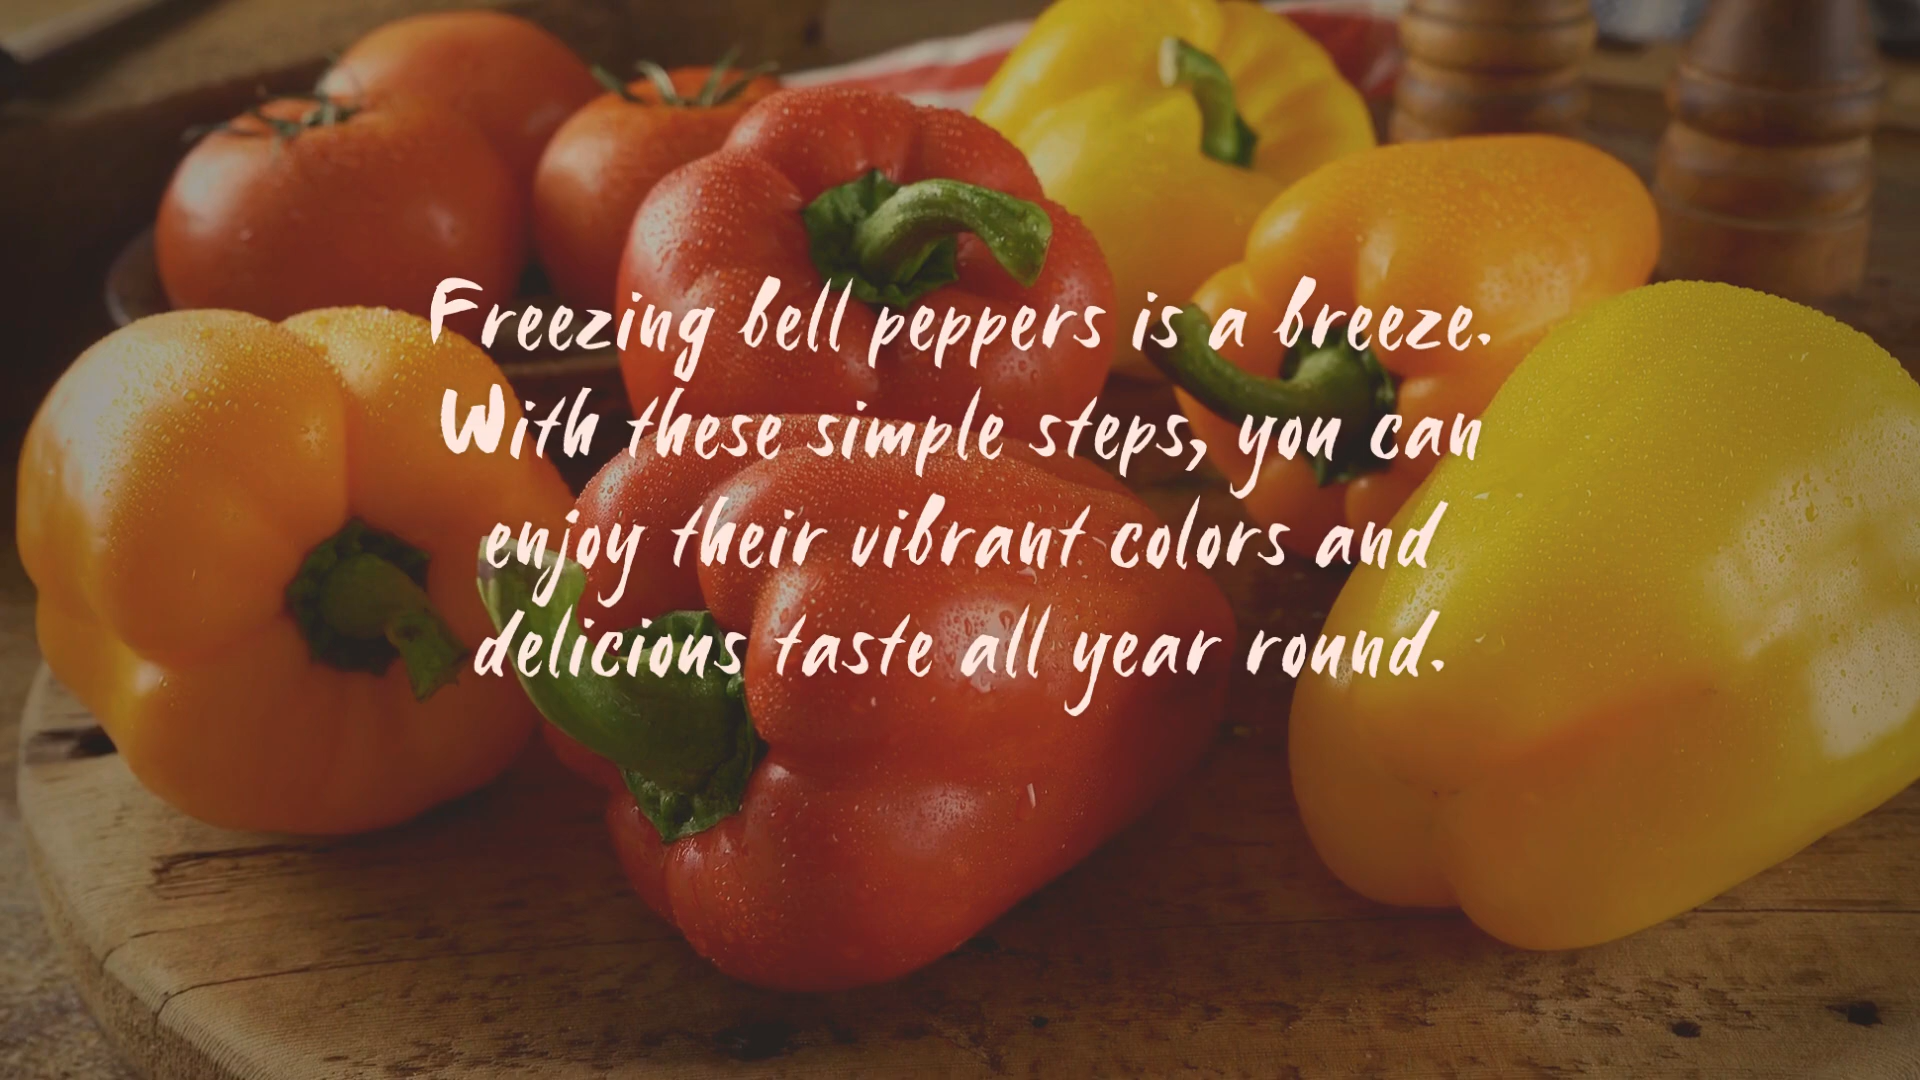 Freezing bell peppers is a breeze.
With these simple steps, you can
enjoy their vibrant colors and
delicious taste all year round.